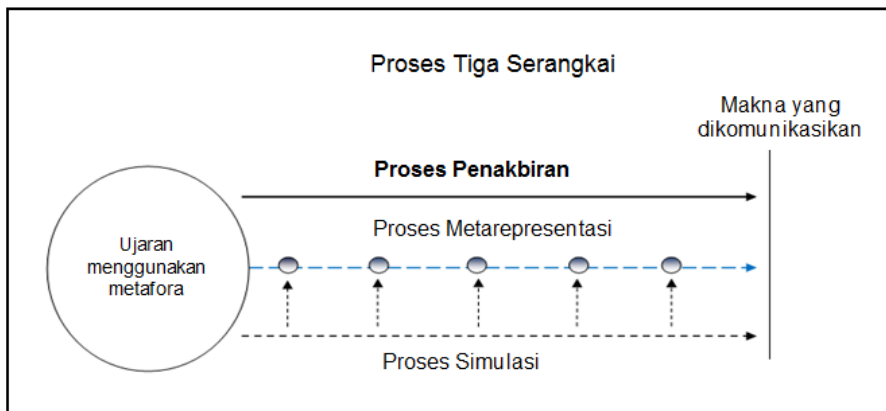 Proses Tiga Serangkai
Makna yang
dikomunikasikan
Proses Penakbiran
Proses Metarepresentasi
Ujaran
menggunakan
metafora
Proses Simulasi